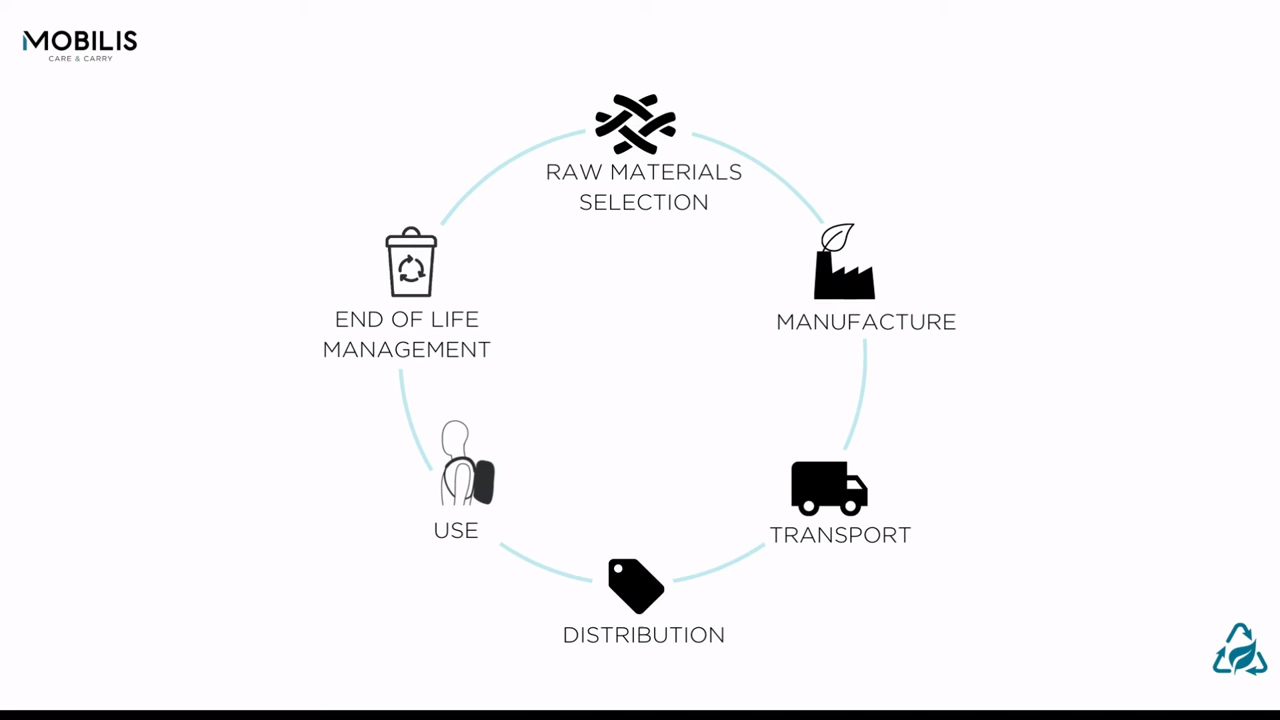 MOBILIS
CARE & CARRY
RAW MATERIALS
SELECTION
MANUFACTURE
TRANSPORT
DISTRIBUTION
USE
END OF LIFE
MANAGEMENT